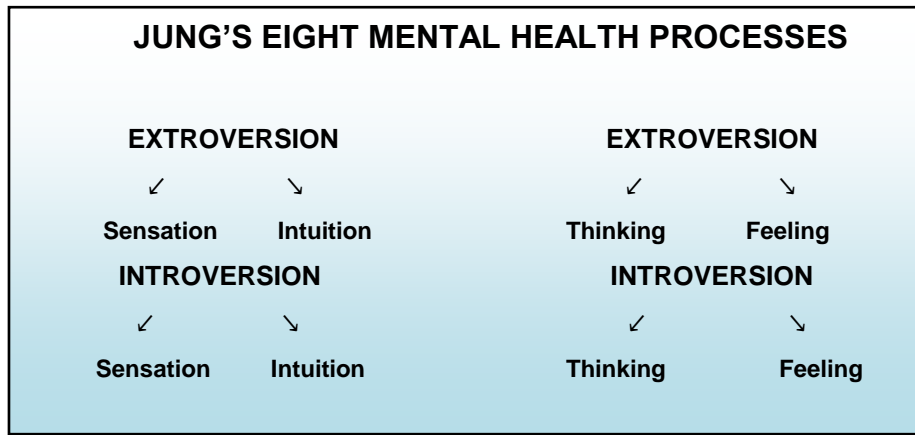 JUNG'S EIGHT MENTAL HEALTH PROCESSES
EXTROVERSION EXTROVERSION
↙ ↘ ↙ ↘
Sensation Intuition Thinking Feeling
INTROVERSION INTROVERSION
↙ ↘ ↙ ↘
Sensation Intuition Thinking Feeling